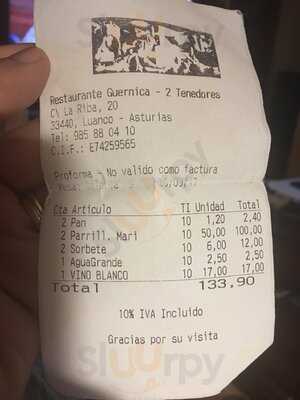 Restaurante Guernica - 2 Tenedores
C\ La Riba, 20
33440, Luanco - Asturias
Tel: 985 88 04 10
C.I.F.: E74259565
Proforma - No valido como factura
Mesa:
Cta Articulo TI Unidad Total
2 Pan 10 1,20 2,40
2 Parrill. Mari 10 50,00 100,00
2 Sorbete 10 6,00 12,00
1 AguaGrande 10 2,50 2,50
1 VINO BLANCO 10 17,00 17,00
Total 133,90
10% IVA Incluido
Gracias por su visita
sluurpy
sluurpy